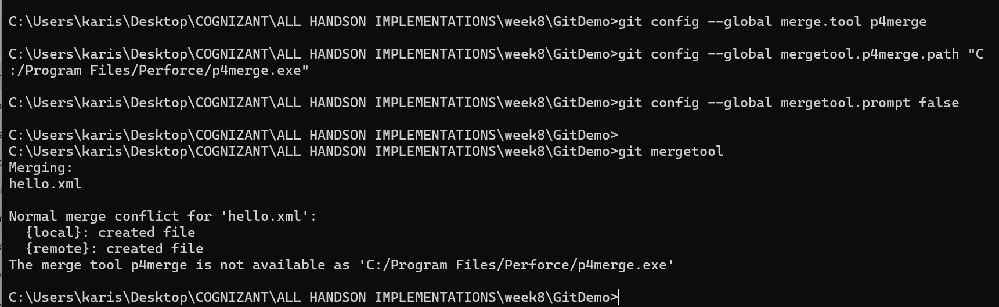 C:\Users\karis\Desktop\COGNIZANT\ALL HANDSON IMPLEMENTATIONS\week8\GitDemo>git config --global merge.tool p4merge
C:\Users\karis\Desktop\COGNIZANT\ALL HANDSON IMPLEMENTATIONS\week8\GitDemo>git config --global mergetool.p4merge.path "C
:/Program Files/Perforce/p4merge.exe"
C:\Users\karis\Desktop\COGNIZANT\ALL HANDSON IMPLEMENTATIONS\week8\GitDemo>git config --global mergetool.prompt false
C:\Users\karis\Desktop\COGNIZANT\ALL HANDSON IMPLEMENTATIONS\week8\GitDemo>
C:\Users\karis\Desktop\COGNIZANT\ALL HANDSON IMPLEMENTATIONS\week8\GitDemo>git mergetool
Merging:
hello.xml
Normal merge conflict for 'hello.xml':
  {local}: created file
  {remote}: created file
The merge tool p4merge is not available as 'C:/Program Files/Perforce/p4merge.exe'
C:\Users\karis\Desktop\COGNIZANT\ALL HANDSON IMPLEMENTATIONS\week8\GitDemo>